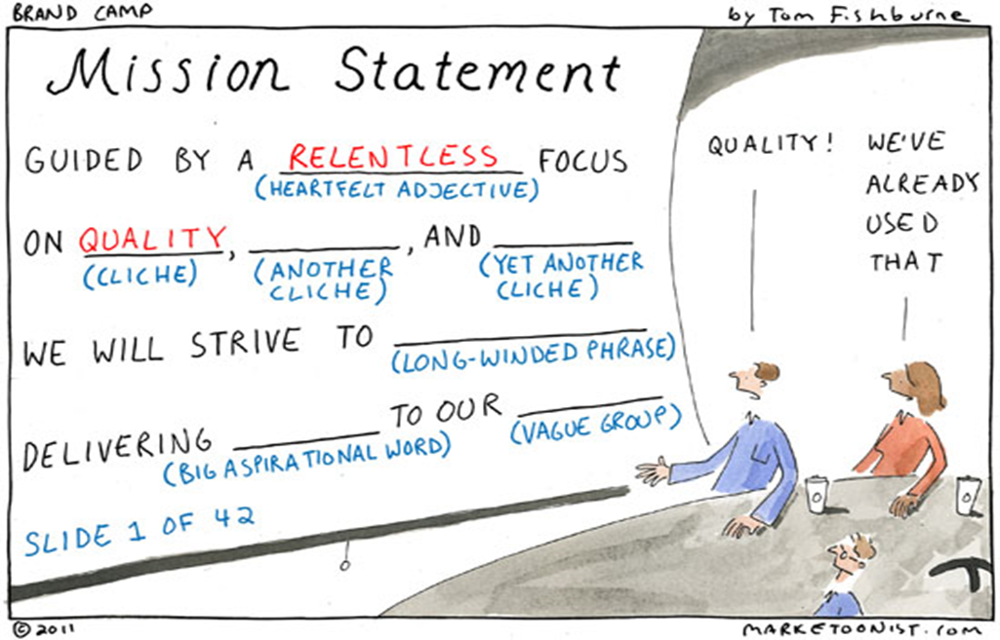 BRAND CAMP
by Tom Fishburne
Mission Statement
GUIDED BY A RELENTLESS FOCUS
(HEARTFELT ADJECTIVE)
ON QUALITY, ________, AND ________
(CLICHE) (ANOTHER CLICHE) (YET ANOTHER CLICHE)
WE WILL STRIVE TO ________
(LONG-WINDED PHRASE)
DELIVERING ________ TO OUR ________
(BIG ASPIRATIONAL WORD) (VAGUE GROUP)
SLIDE 1 OF 42
QUALITY!
WE'VE
ALREADY
USED
THAT
© 2011
MARKETOONIST.COM